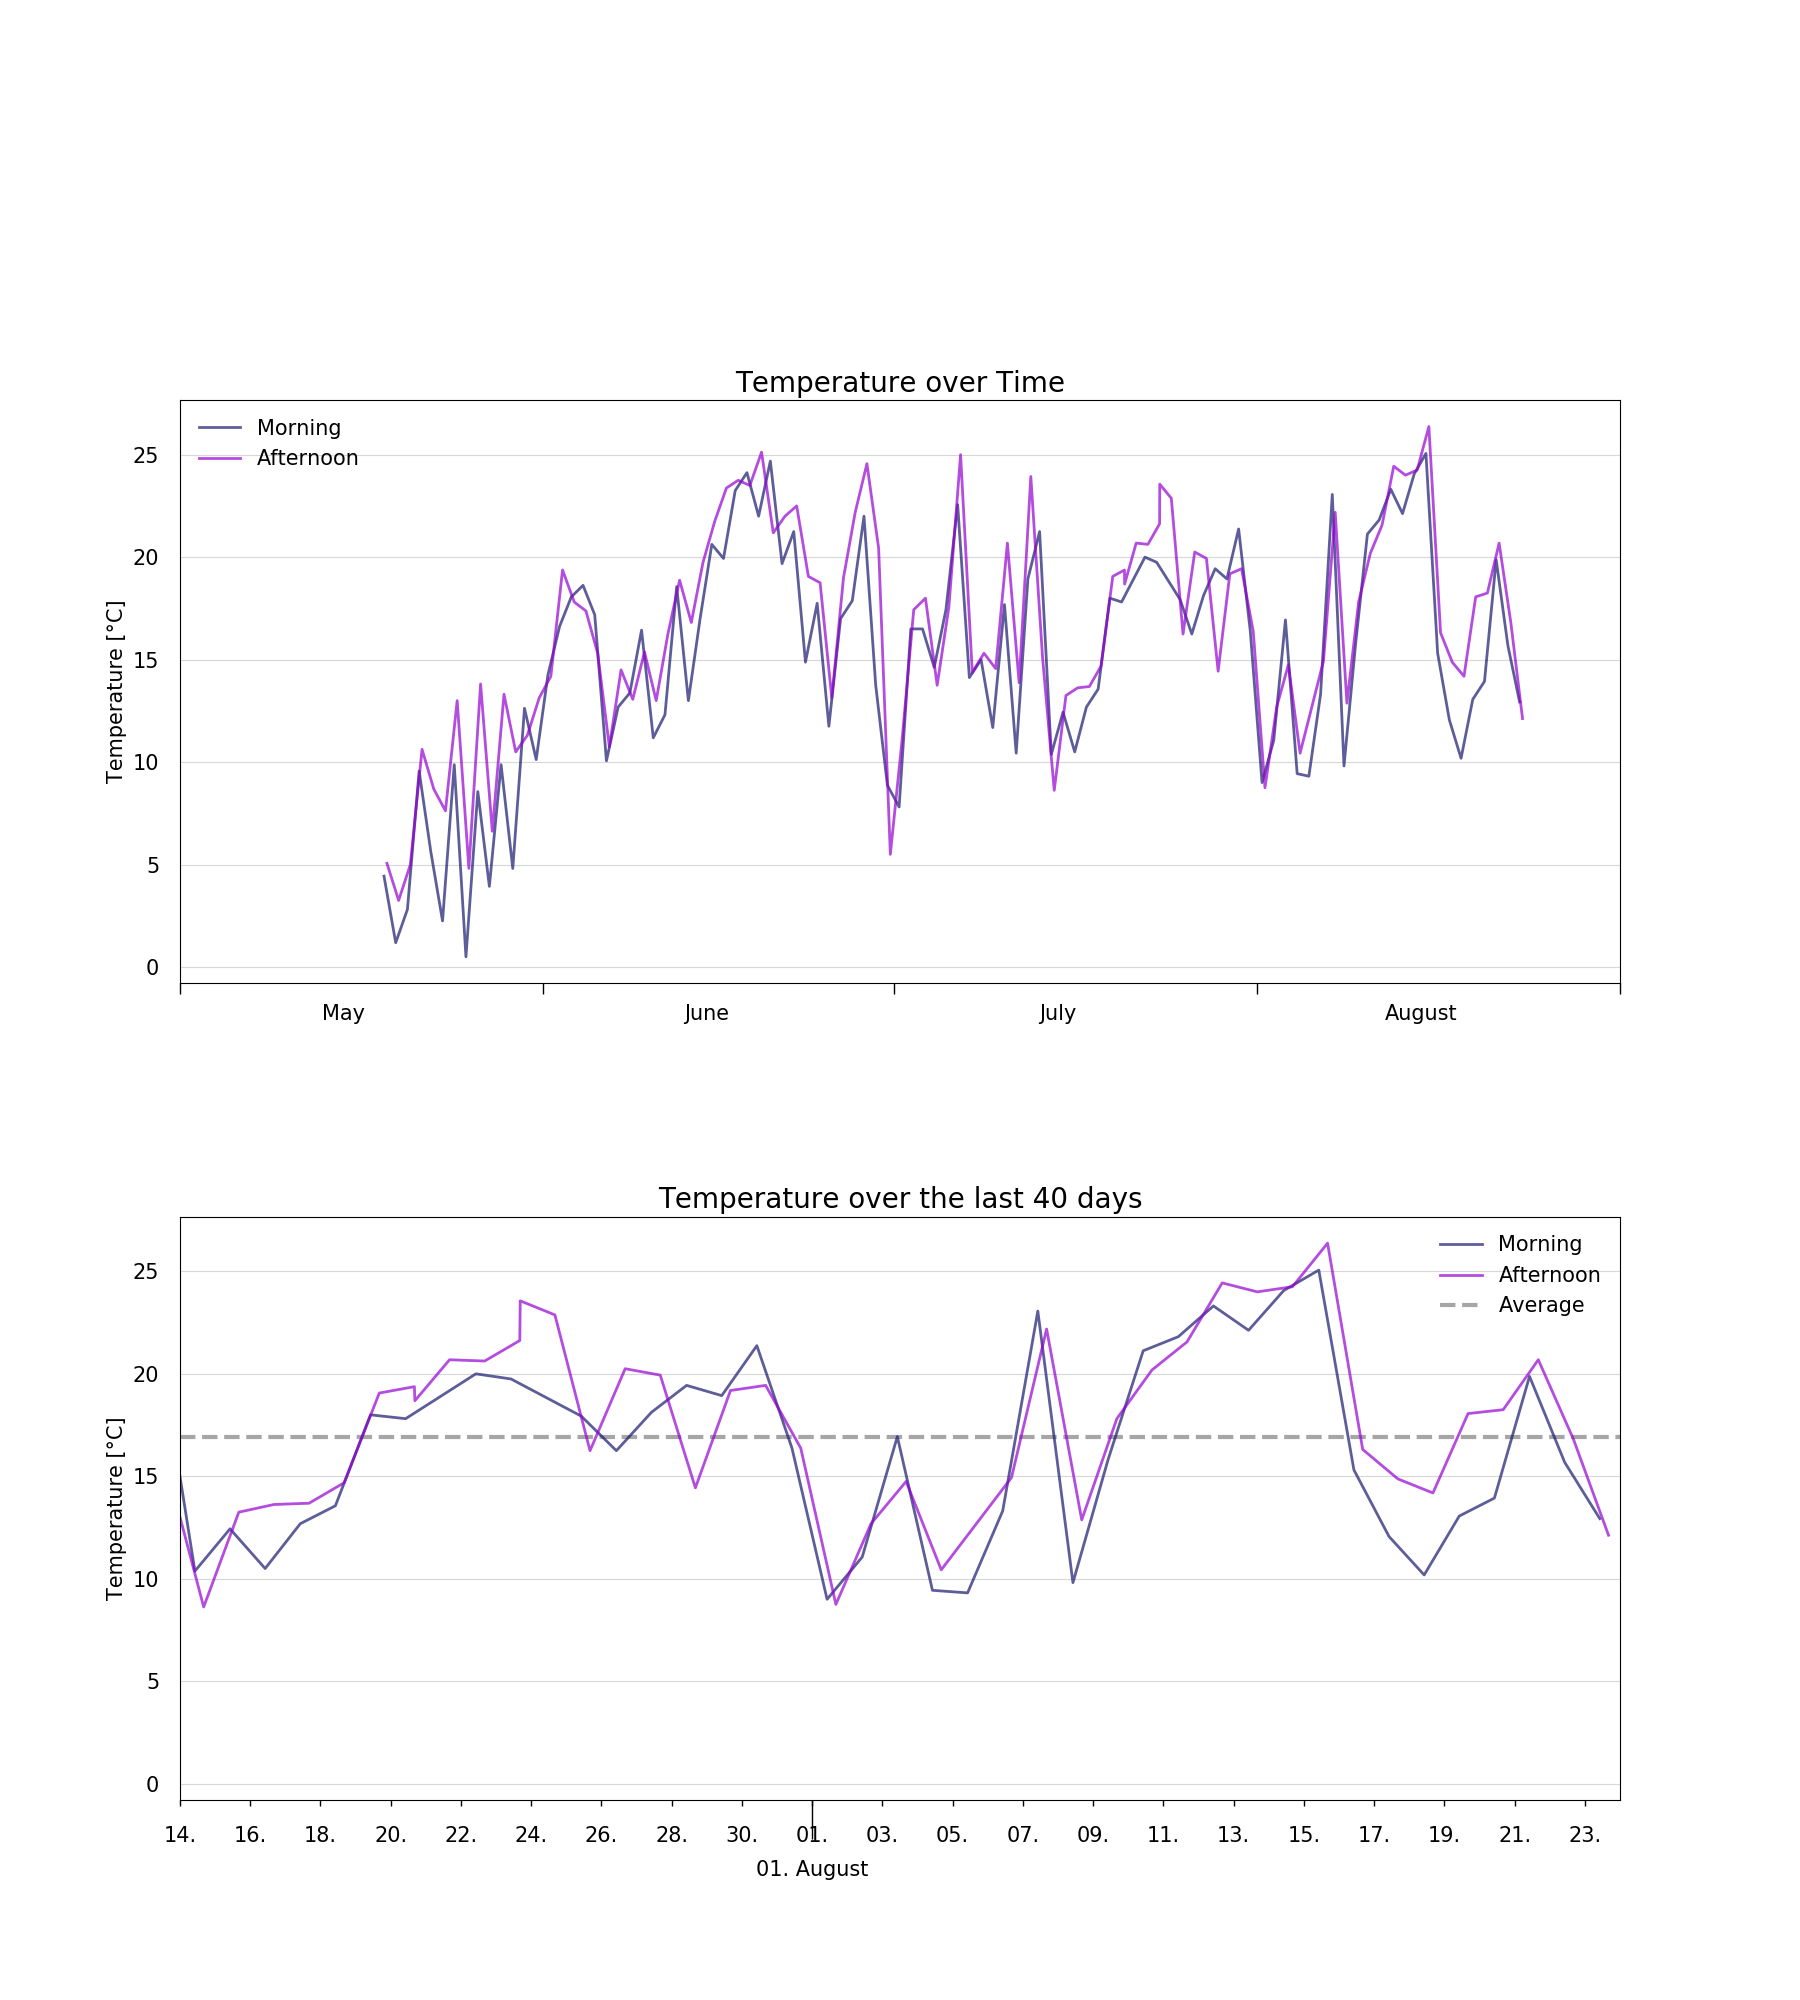 Temperature over Time
Morning
Afternoon
Temperature [°C]
25
20
15
10
5
0
May June July August
Temperature over the last 40 days
Morning
Afternoon
Average
Temperature [°C]
25
20
15
10
5
0
14. 16. 18. 20. 22. 24. 26. 28. 30. 01. 03. 05. 07. 09. 11. 13. 15. 17. 19. 21. 23.
01. August